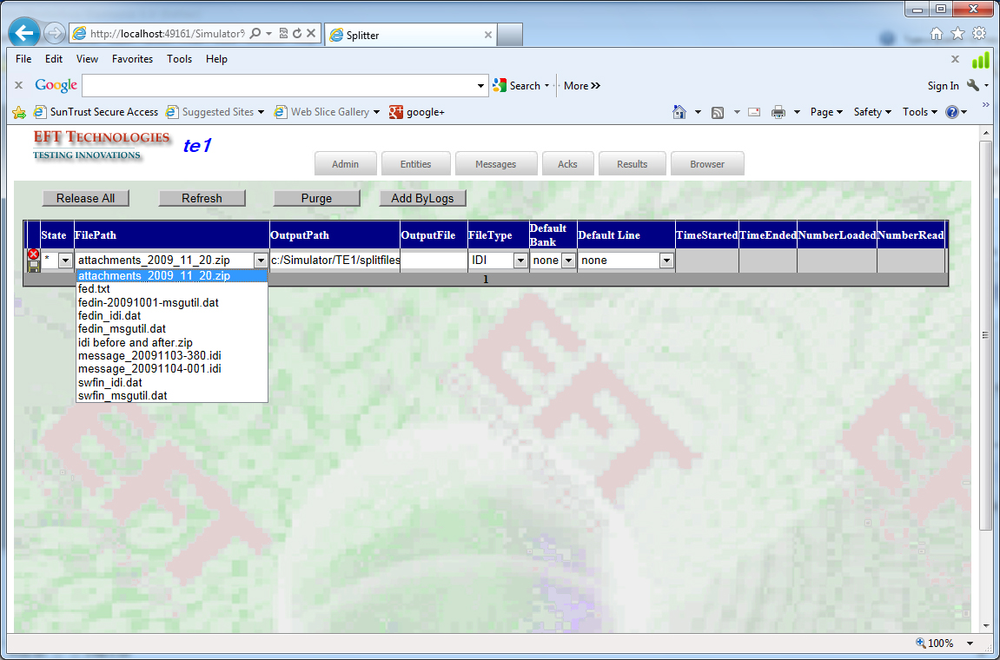 http://localhost:49161/Simulator9
Splitter
File Edit View Favorites Tools Help
Google
Search
More >>
Sign In
SunTrust Secure Access
Suggested Sites
Web Slice Gallery
google+
Page
Safety
Tools
EFT TECHNOLOGIES
TESTING INNOVATIONS
te1
Admin
Entities
Messages
Acks
Results
Browser
Release All
Refresh
Purge
Add ByLogs
State FilePath OutputPath OutputFile FileType Default Bank Default Line TimeStarted TimeEnded NumberLoaded NumberRead
* attachments_2009_11_20.zip c:/Simulator/TE1/splitfiles IDI none none
1
attachments_2009_11_20.zip
fed.txt
fedin-20091001-msgutil.dat
fedin_idi.dat
fedin_msgutil.dat
idi before and after.zip
message_20091103-380.idi
message_20091104-001.idi
swfin_idi.dat
swfin_msgutil.dat
EFT
EFT
EFT
100%